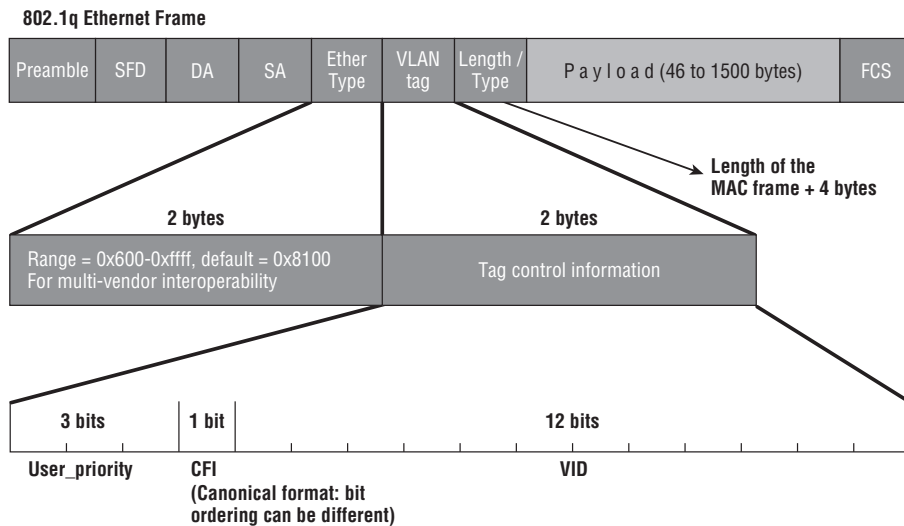 802.1q Ethernet Frame
Preamble
SFD
DA
SA
Ether
Type
VLAN
tag
Length /
Type
Payload (46 to 1500 bytes)
FCS
Length of the
MAC frame + 4 bytes
2 bytes
2 bytes
Range = 0x600-0xffff, default = 0x8100
For multi-vendor interoperability
Tag control information
3 bits
1 bit
12 bits
User_priority
CFI
(Canonical format: bit
ordering can be different)
VID